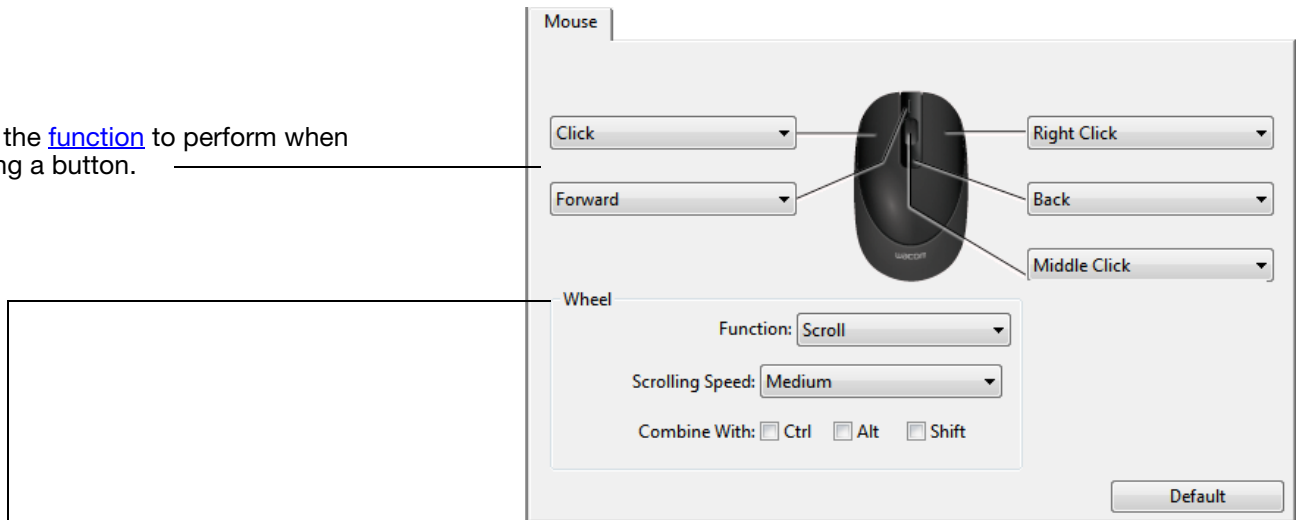 Mouse
the function to perform when
ng a button.
Click
Right Click
Forward
Back
wacom
Middle Click
Wheel
Function: Scroll
Scrolling Speed: Medium
Combine With: Ctrl Alt Shift
Default